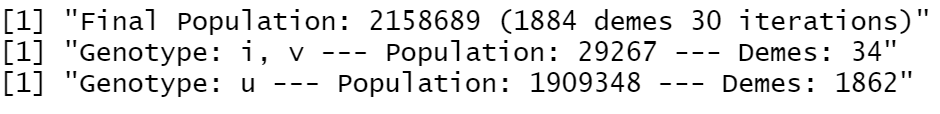 [1] "Final Population: 2158689 (1884 demes 30 iterations)"
[1] "Genotype: i, v --- Population: 29267 --- Demes: 34"
[1] "Genotype: u --- Population: 1909348 --- Demes: 1862"